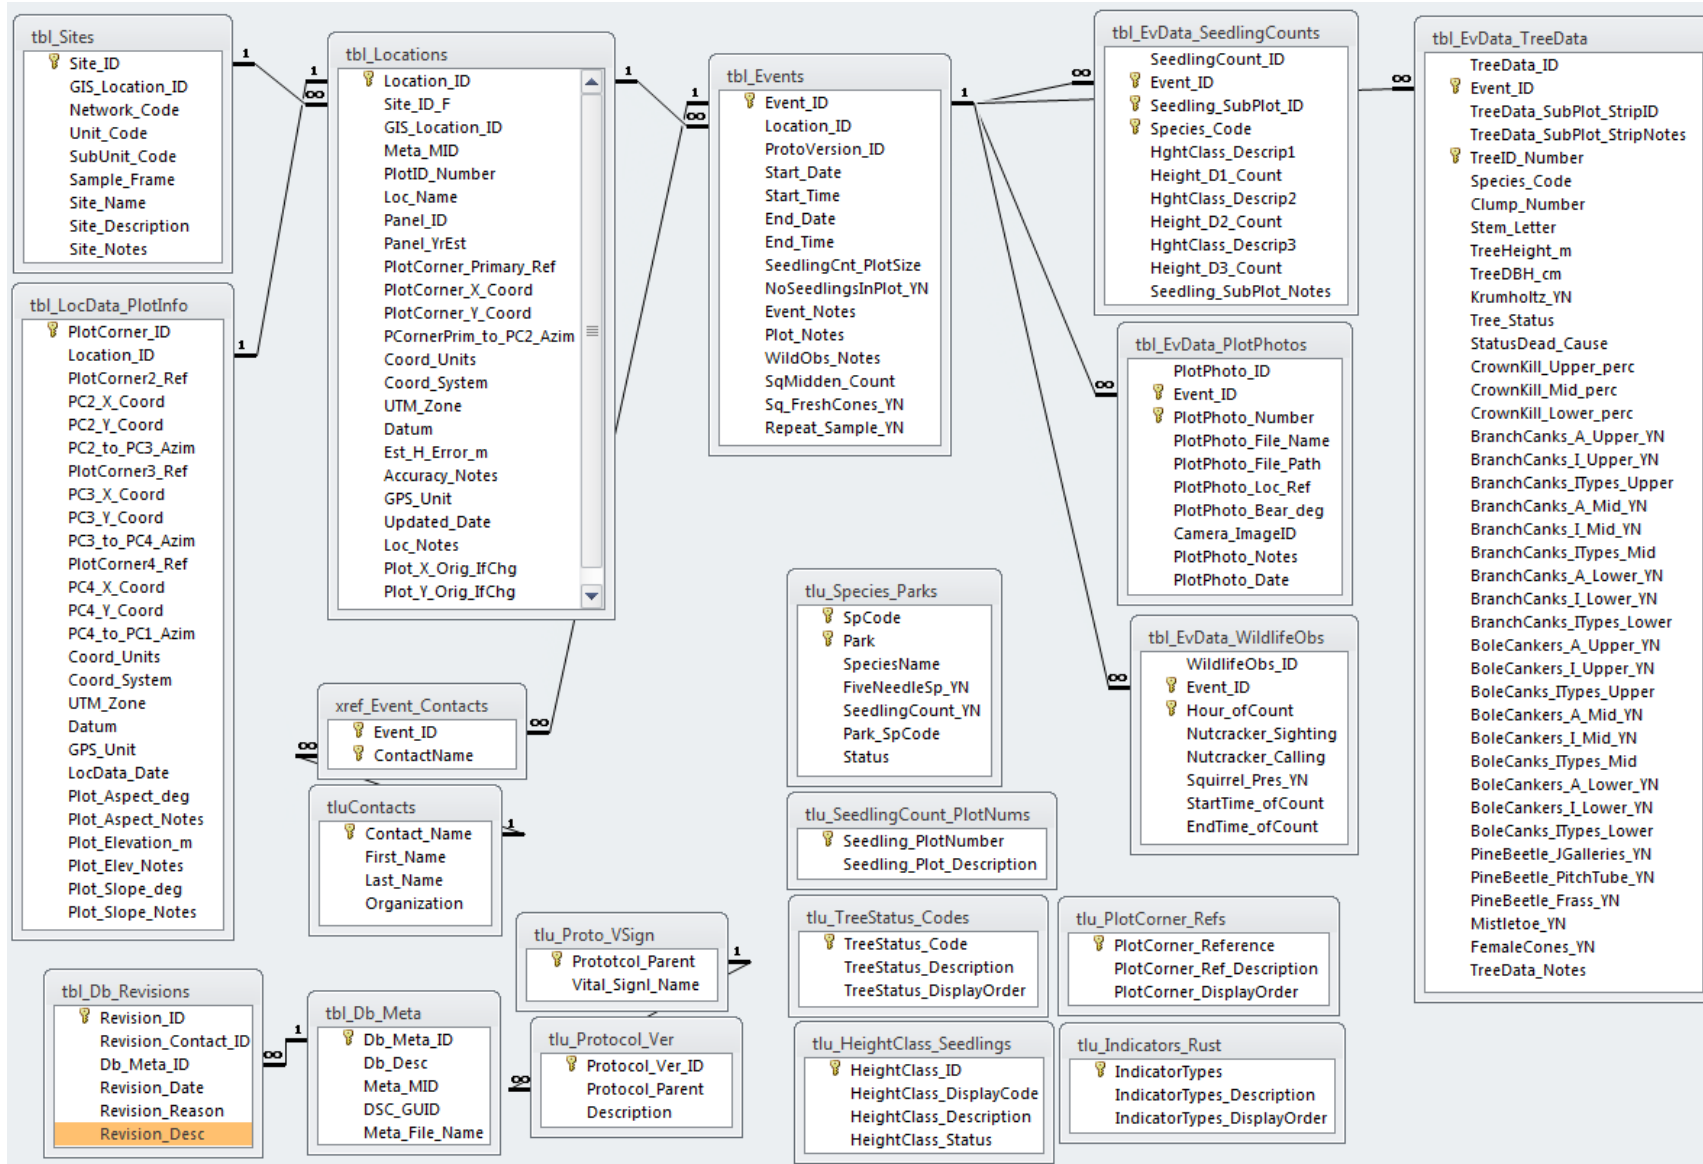 tbl_Sites
Site_ID
GIS_Location_ID
Network_Code
Unit_Code
SubUnit_Code
Sample_Frame
Site_Name
Site_Description
Site_Notes
1
tbl_LocData_PlotInfo
PlotCorner_ID
Location_ID
PlotCorner2_Ref
PC2_X_Coord
PC2_Y_Coord
PC2_to_PC3_Azim
PlotCorner3_Ref
PC3_X_Coord
PC3_Y_Coord
PC3_to_PC4_Azim
PlotCorner4_Ref
PC4_X_Coord
PC4_Y_Coord
PC4_to_PC1_Azim
Coord_Units
Coord_System
UTM_Zone
Datum
GPS_Unit
LocData_Date
Plot_Aspect_deg
Plot_Aspect_Notes
Plot_Elevation_m
Plot_Elev_Notes
Plot_Slope_deg
Plot_Slope_Notes
1
1
∞
tbl_Locations
Location_ID
Site_ID_F
GIS_Location_ID
Meta_MID
PlotID_Number
Loc_Name
Panel_ID
Panel_YrEst
PlotCorner_Primary_Ref
PlotCorner_X_Coord
PlotCorner_Y_Coord
PCornerPrim_to_PC2_Azim
Coord_Units
Coord_System
UTM_Zone
Datum
Est_H_Error_m
Accuracy_Notes
GPS_Unit
Updated_Date
Loc_Notes
Plot_X_Orig_IfChg
Plot_Y_Orig_IfChg
1
1
∞
tbl_Events
Event_ID
Location_ID
ProtoVersion_ID
Start_Date
Start_Time
End_Date
End_Time
SeedlingCnt_PlotSize
NoSeedlingsInPlot_YN
Event_Notes
Plot_Notes
WildObs_Notes
SqMidden_Count
Sq_FreshCones_YN
Repeat_Sample_YN
1
∞
tbl_EvData_SeedlingCounts
SeedlingCount_ID
Event_ID
Seedling_SubPlot_ID
Species_Code
HghtClass_Descrip1
Height_D1_Count
HghtClass_Descrip2
Height_D2_Count
HghtClass_Descrip3
Height_D3_Count
Seedling_SubPlot_Notes
∞
tbl_EvData_PlotPhotos
PlotPhoto_ID
Event_ID
PlotPhoto_Number
PlotPhoto_File_Name
PlotPhoto_File_Path
PlotPhoto_Loc_Ref
PlotPhoto_Bear_deg
Camera_ImageID
PlotPhoto_Notes
PlotPhoto_Date
∞
tbl_EvData_WildlifeObs
WildlifeObs_ID
Event_ID
Hour_ofCount
Nutcracker_Sighting
Nutcracker_Calling
Squirrel_Pres_YN
StartTime_ofCount
EndTime_ofCount
∞
tbl_EvData_TreeData
TreeData_ID
Event_ID
TreeData_SubPlot_StripID
TreeData_SubPlot_StripNotes
TreeID_Number
Species_Code
Clump_Number
Stem_Letter
TreeHeight_m
TreeDBH_cm
Krumholtz_YN
Tree_Status
StatusDead_Cause
CrownKill_Upper_perc
CrownKill_Mid_perc
CrownKill_Lower_perc
BranchCanks_A_Upper_YN
BranchCanks_I_Upper_YN
BranchCanks_ITypes_Upper
BranchCanks_A_Mid_YN
BranchCanks_I_Mid_YN
BranchCanks_ITypes_Mid
BranchCanks_A_Lower_YN
BranchCanks_I_Lower_YN
BranchCanks_ITypes_Lower
BoleCankers_A_Upper_YN
BoleCankers_I_Upper_YN
BoleCanks_ITypes_Upper
BoleCankers_A_Mid_YN
BoleCankers_I_Mid_YN
BoleCanks_ITypes_Mid
BoleCankers_A_Lower_YN
BoleCankers_I_Lower_YN
BoleCanks_ITypes_Lower
PineBeetle_JGalleries_YN
PineBeetle_PitchTube_YN
PineBeetle_Frass_YN
Mistletoe_YN
FemaleCones_YN
TreeData_Notes
xref_Event_Contacts
Event_ID
ContactName
∞
∞
tluContacts
Contact_Name
First_Name
Last_Name
Organization
1
tlu_Species_Parks
SpCode
Park
SpeciesName
FiveNeedleSp_YN
SeedlingCount_YN
Park_SpCode
Status
tlu_SeedlingCount_PlotNums
Seedling_PlotNumber
Seedling_Plot_Description
tlu_TreeStatus_Codes
TreeStatus_Code
TreeStatus_Description
TreeStatus_DisplayOrder
tlu_PlotCorner_Refs
PlotCorner_Reference
PlotCorner_Ref_Description
PlotCorner_DisplayOrder
tlu_HeightClass_Seedlings
HeightClass_ID
HeightClass_DisplayCode
HeightClass_Description
HeightClass_Status
tlu_Indicators_Rust
IndicatorTypes
IndicatorTypes_Description
IndicatorTypes_DisplayOrder
tlu_Proto_VSign
Prototcol_Parent
Vital_Signl_Name
1
tlu_Protocol_Ver
Protocol_Ver_ID
Protocol_Parent
Description
∞
tbl_Db_Revisions
Revision_ID
Revision_Contact_ID
Db_Meta_ID
Revision_Date
Revision_Reason
Revision_Desc
∞
1
tbl_Db_Meta
Db_Meta_ID
Db_Desc
Meta_MID
DSC_GUID
Meta_File_Name